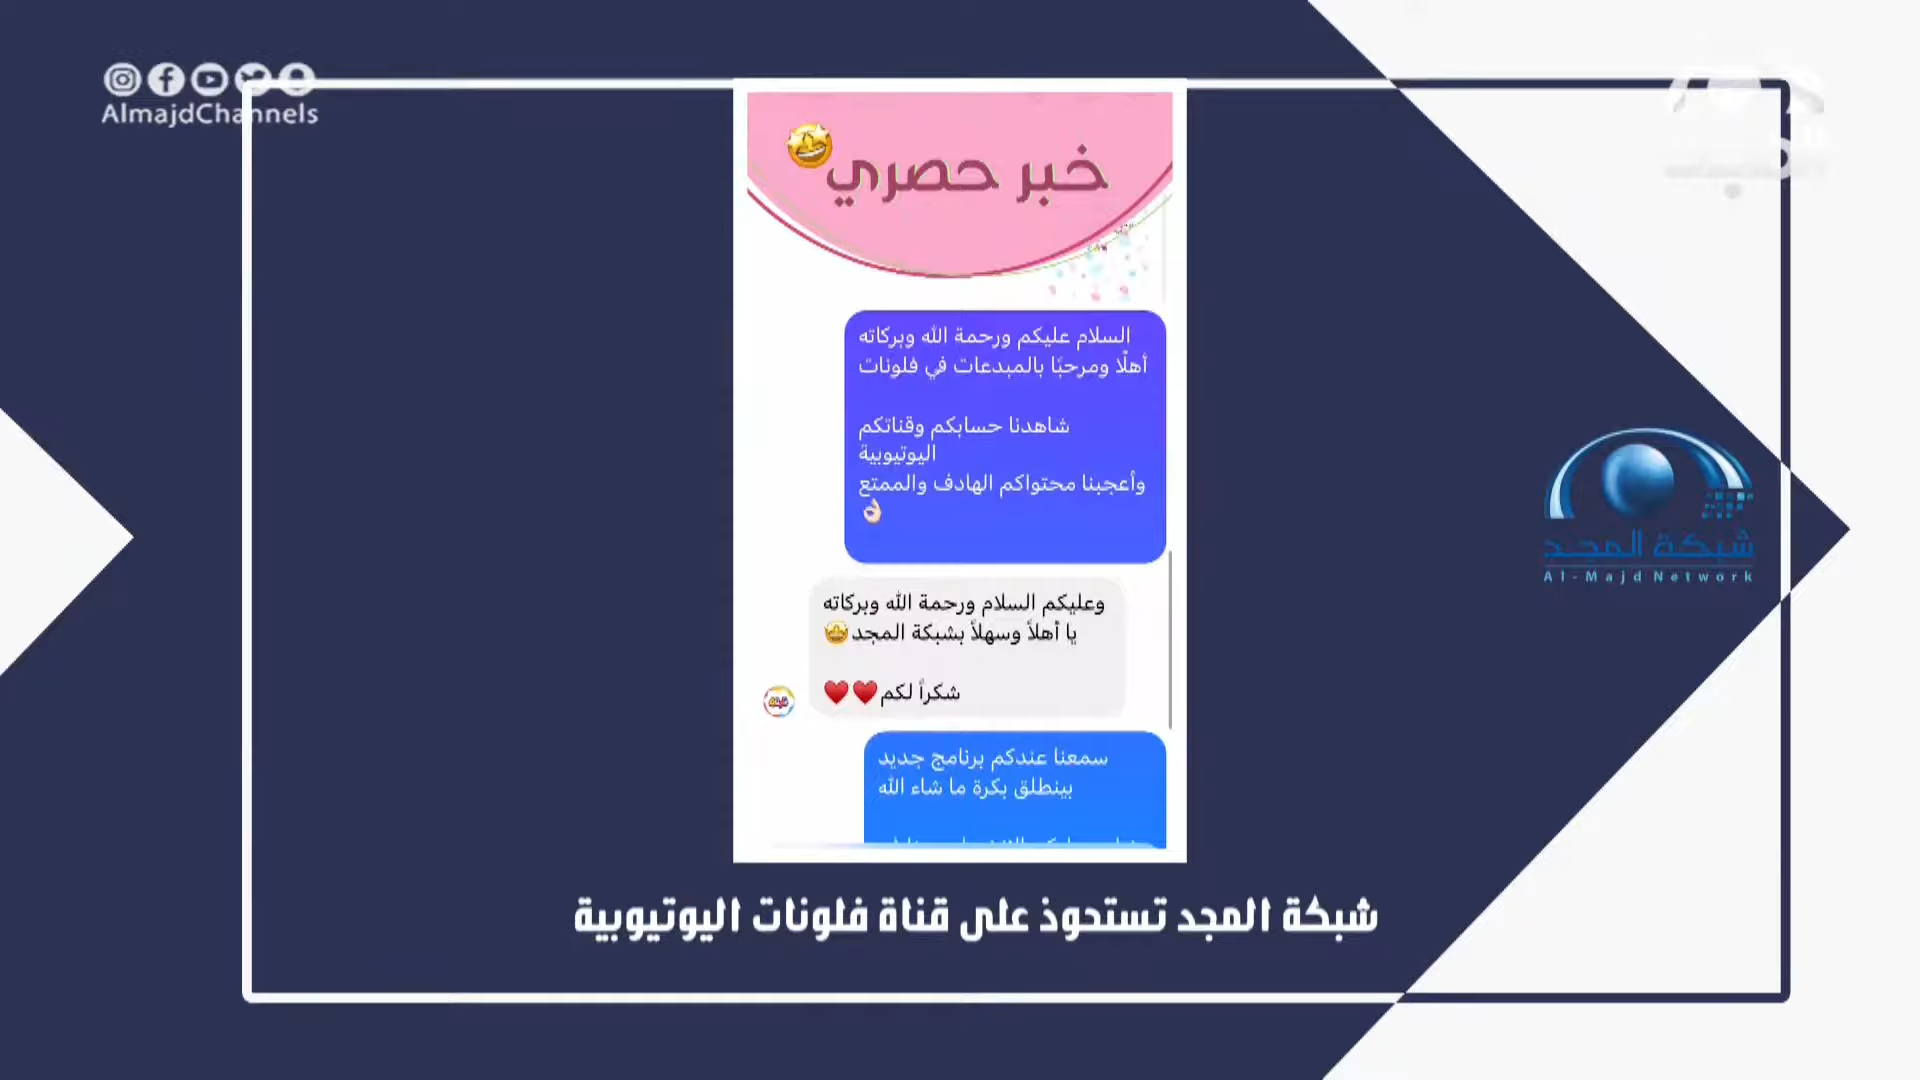 AlmajdChannels
خبر حصري
السلام عليكم ورحمة الله وبركاته
أهلًا ومرحبًا بالمبدعات في فلونات
شاهدنا حسابكم وقناتكم
اليوتيوبية
وأعجبنا محتواكم الهادف والممتع
👌🏻
وعليكم السلام ورحمة الله وبركاته
يا أهلاً وسهلاً بشبكة المجد🤩
شكراً لكم❤️❤️
سمعنا عندكم برنامج جديد
بينطلق بكرة ما شاء الله
شبكة المجد
Al-Majd Network
شبكة المجد تستحوذ على قناة فلونات اليوتيوبية